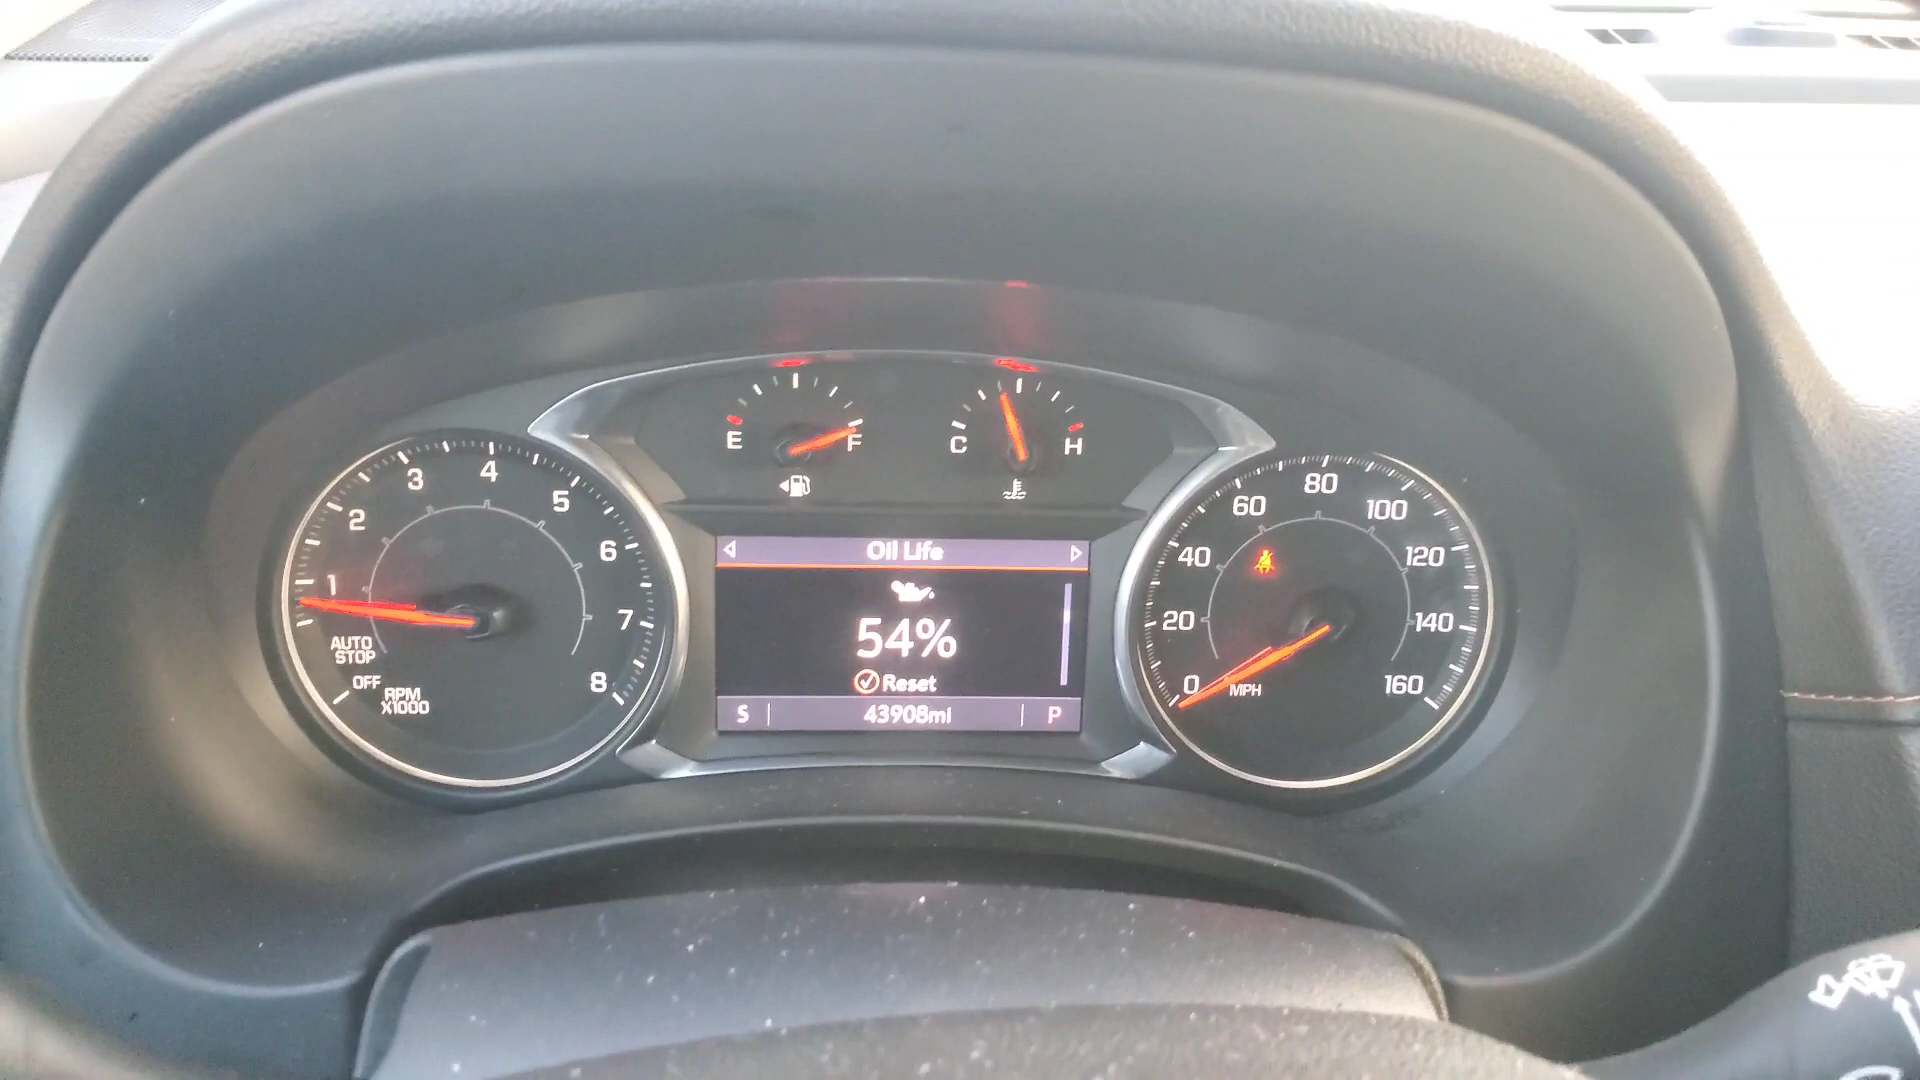 E F
C H
1 2 3 4 5 6 7 8
AUTO
STOP
OFF
RPM
X1000
Oil Life
54%
Reset
S 43908mi P
0 20 40 60 80 100 120 140 160
MPH